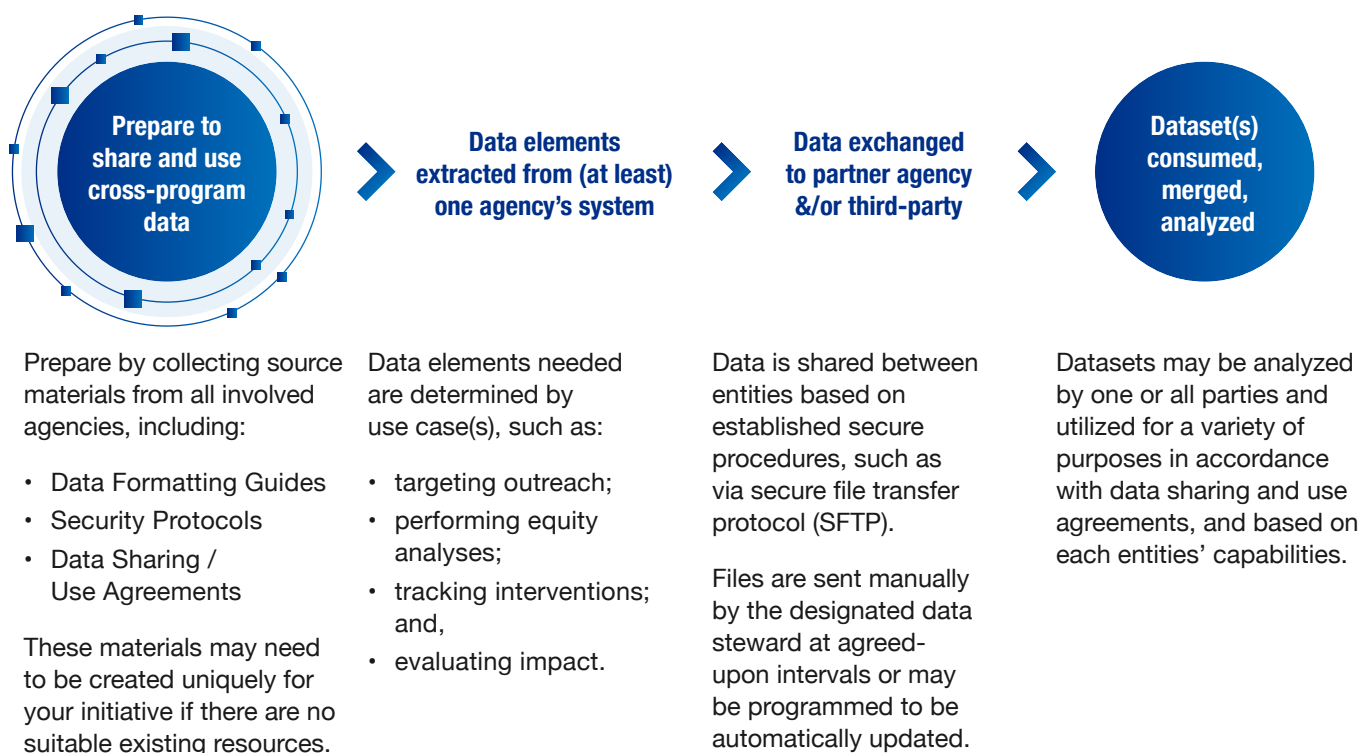 Prepare to
share and use
cross-program
data
Data elements
extracted from (at least)
one agency's system
Data exchanged
to partner agency
&/or third-party
Dataset(s)
consumed,
merged,
analyzed
Prepare by collecting source
materials from all involved
agencies, including:
• Data Formatting Guides
• Security Protocols
• Data Sharing /
Use Agreements
These materials may need
to be created uniquely for
your initiative if there are no
suitable existing resources.
Data elements needed
are determined by
use case(s), such as:
• targeting outreach;
• performing equity
analyses;
• tracking interventions;
and,
• evaluating impact.
Data is shared between
entities based on
established secure
procedures, such as
via secure file transfer
protocol (SFTP).
Files are sent manually
by the designated data
steward at agreed-
upon intervals or may
be programmed to be
automatically updated.
Datasets may be analyzed
by one or all parties and
utilized for a variety of
purposes in accordance
with data sharing and use
agreements, and based on
each entities' capabilities.